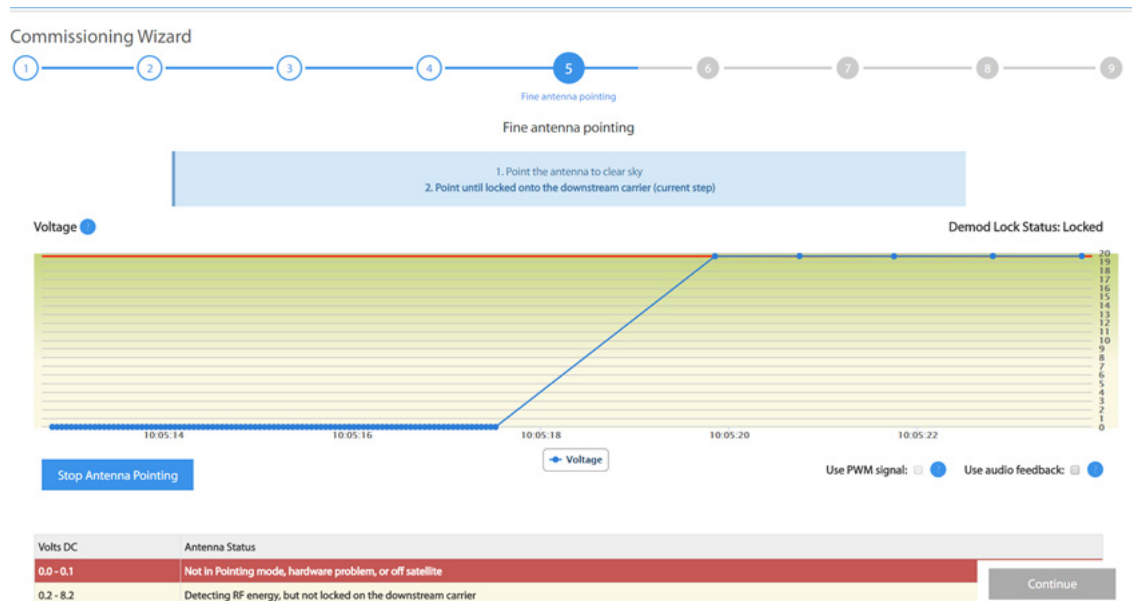 Commissioning Wizard
1 2 3 4 5 6 7 8 9
Fine antenna pointing
Fine antenna pointing
1. Point the antenna to clear sky
2. Point until locked onto the downstream carrier (current step)
Voltage
Demod Lock Status: Locked
20
19
18
17
16
15
14
13
12
11
10
9
8
7
6
5
4
3
2
1
0
10:05:14 10:05:16 10:05:18 10:05:20 10:05:22
Voltage
Stop Antenna Pointing
Use PWM signal: Use audio feedback:
Volts DC Antenna Status
0.0 - 0.1 Not in Pointing mode, hardware problem, or off satellite
Continue
0.2 - 8.2 Detecting RF energy, but not locked on the downstream carrier